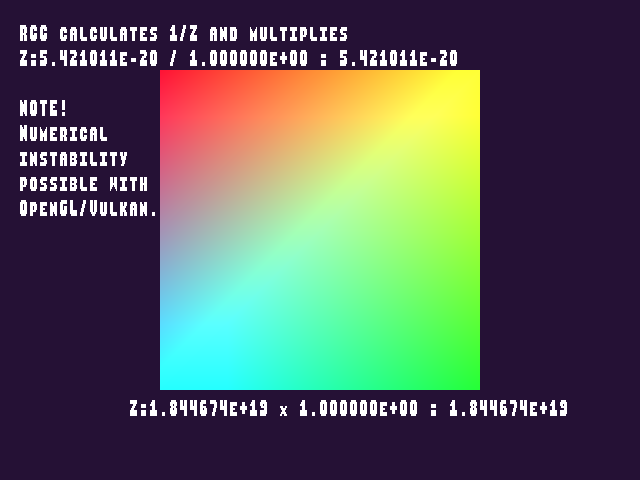 RGG calculates 1/Z and multiplies
Z:5.421011e-20 / 1.000000e+00 : 5.421011e-20
NOTE!
Numerical
instability
possible with
OpenGL/Vulkan.
Z:1.844674e+19 x 1.000000e+00 : 1.844674e+19